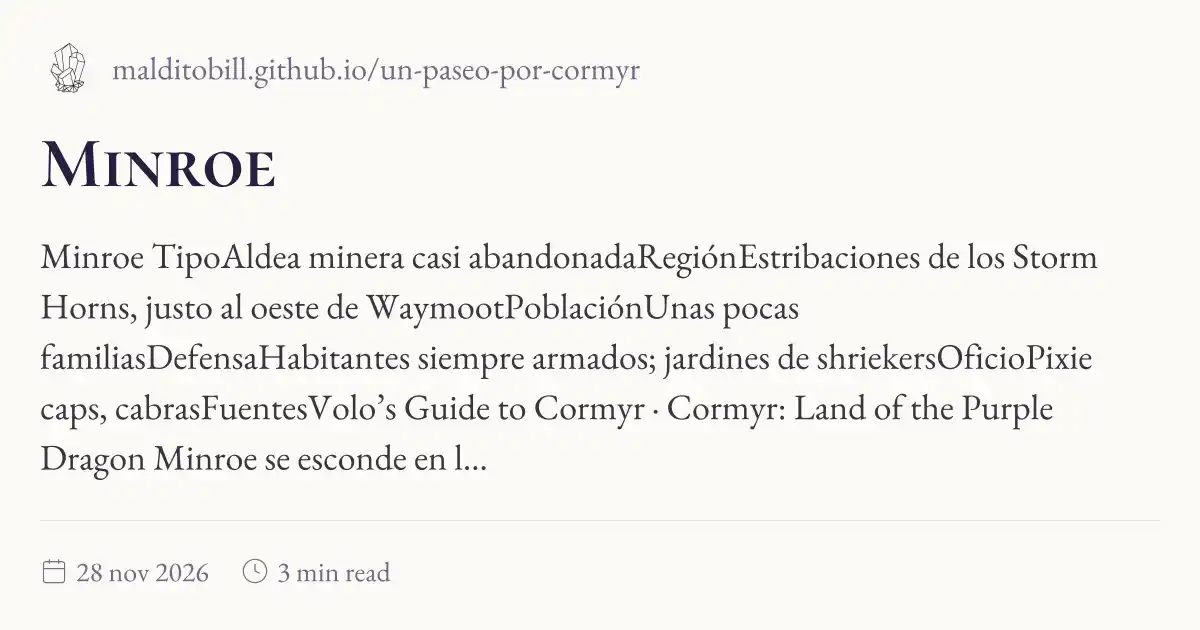 malditobill.github.io/un-paseo-por-cormyr
Minroe
Minroe TipoAldea minera casi abandonadaRegiónEstribaciones de los Storm
Horns, justo al oeste de WaymootPoblaciónUnas pocas
familiasDefensaHabitantes siempre armados; jardines de shriekersOficioPixie
caps, cabrasFuentesVolo’s Guide to Cormyr · Cormyr: Land of the Purple
Dragon Minroe se esconde en l...
28 nov 2026 3 min read